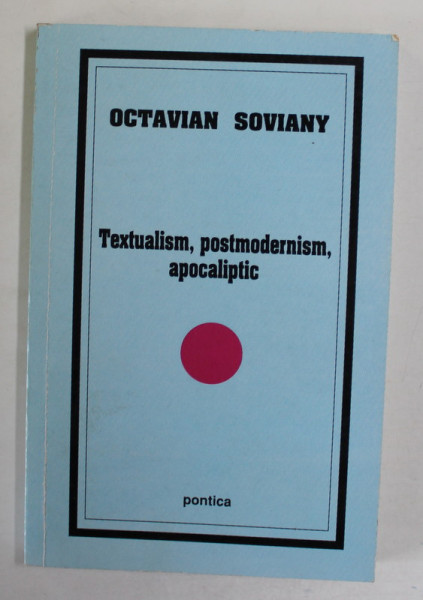 OCTAVIAN SOVIANY
Textualism, postmodernism,
apocaliptic
pontica